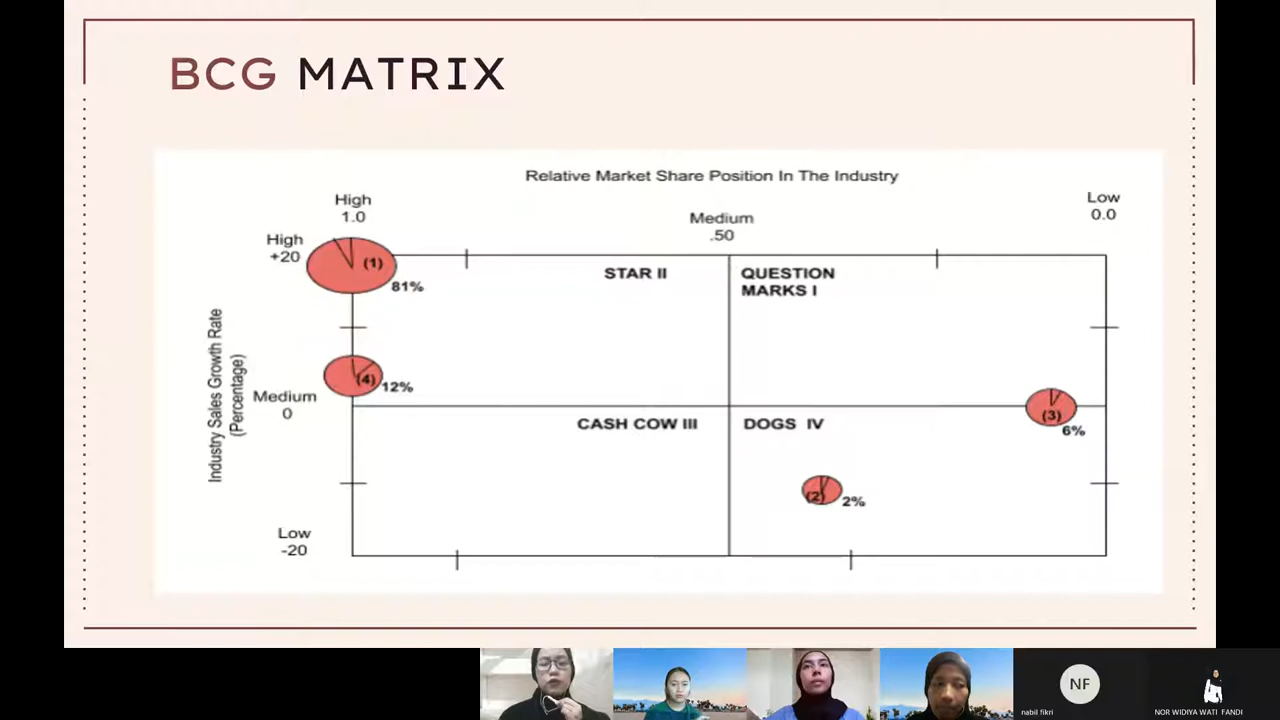 BCG MATRIX
Relative Market Share Position In The Industry
High
1.0
Medium
.50
Low
0.0
High
+20
(1)
81%
STAR II
QUESTION
MARKS I
Industry Sales Growth Rate
(Percentage)
(4)
12%
Medium
0
CASH COW III
DOGS IV
(3)
6%
(2)
2%
Low
-20
NF
nabil fikri
NOR WIDIYA WATI FANDI